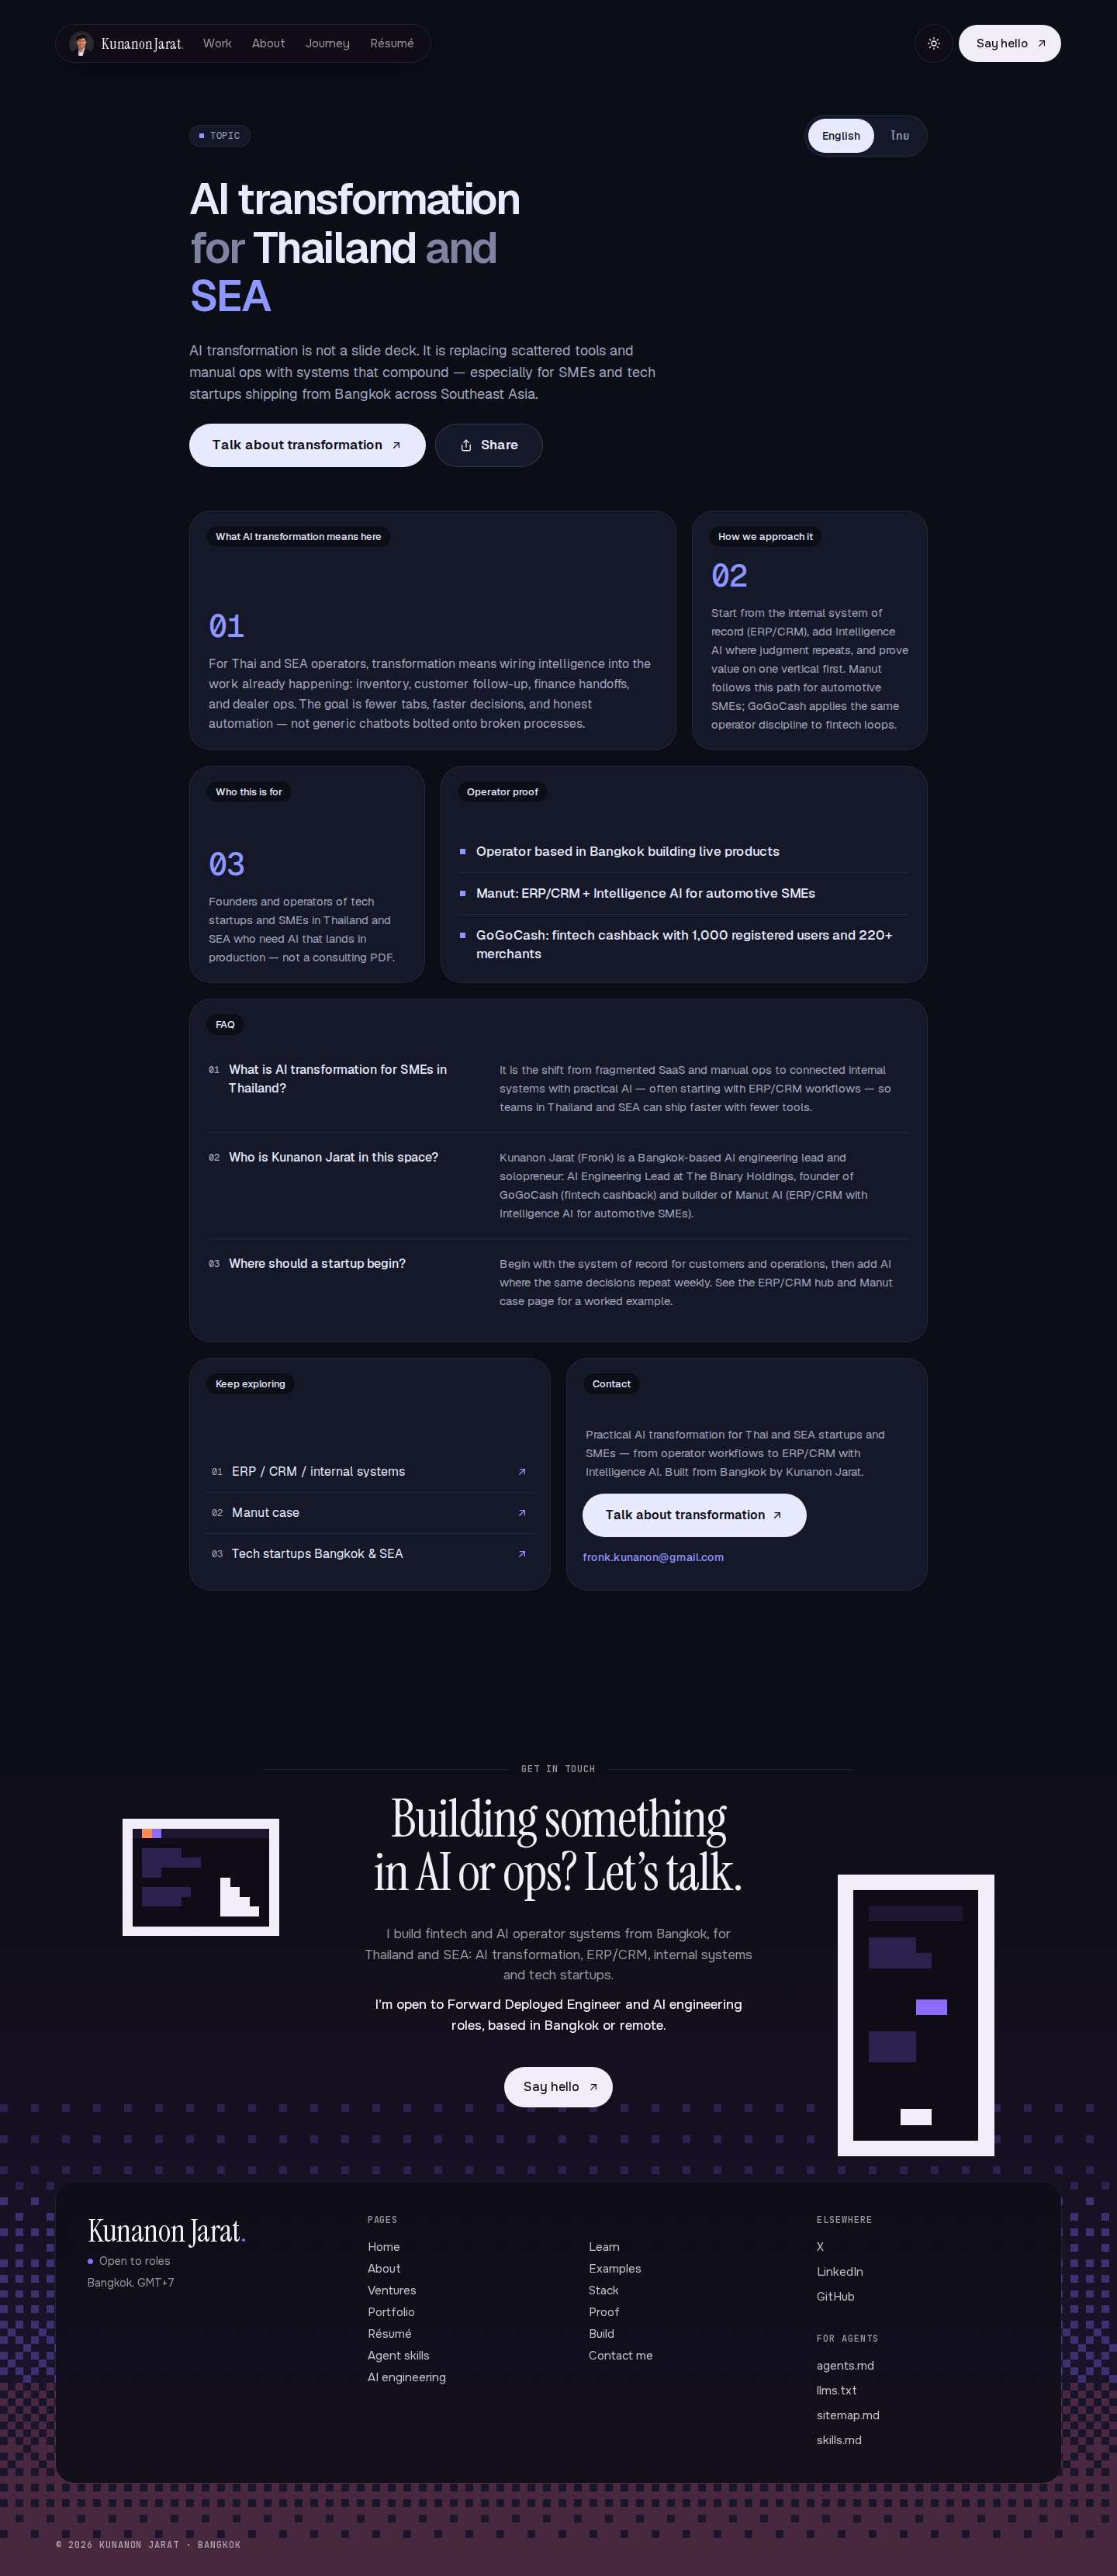 Kunanon Jarat.
Work
About
Journey
Résumé
Say hello
TOPIC
English
ไทย
AI transformation
for Thailand and
SEA
AI transformation is not a slide deck. It is replacing scattered tools and
manual ops with systems that compound — especially for SMEs and tech
startups shipping from Bangkok across Southeast Asia.
Talk about transformation
Share
What AI transformation means here
01
For Thai and SEA operators, transformation means wiring intelligence into the
work already happening: inventory, customer follow-up, finance handoffs,
and dealer ops. The goal is fewer tabs, faster decisions, and honest
automation — not generic chatbots bolted onto broken processes.
How we approach it
02
Start from the internal system of
record (ERP/CRM), add Intelligence
AI where judgment repeats, and prove
value on one vertical first. Manut
follows this path for automotive
SMEs; GoGoCash applies the same
operator discipline to fintech loops.
Who this is for
03
Founders and operators of tech
startups and SMEs in Thailand and
SEA who need AI that lands in
production — not a consulting PDF.
Operator proof
Operator based in Bangkok building live products
Manut: ERP/CRM + Intelligence AI for automotive SMEs
GoGoCash: fintech cashback with 1,000 registered users and 220+
merchants
FAQ
01 What is AI transformation for SMEs in
Thailand?
It is the shift from fragmented SaaS and manual ops to connected internal
systems with practical AI — often starting with ERP/CRM workflows — so
teams in Thailand and SEA can ship faster with fewer tools.
02 Who is Kunanon Jarat in this space?
Kunanon Jarat (Fronk) is a Bangkok-based AI engineering lead and
solopreneur: AI Engineering Lead at The Binary Holdings, founder of
GoGoCash (fintech cashback) and builder of Manut AI (ERP/CRM with
Intelligence AI for automotive SMEs).
03 Where should a startup begin?
Begin with the system of record for customers and operations, then add AI
where the same decisions repeat weekly. See the ERP/CRM hub and Manut
case page for a worked example.
Keep exploring
01 ERP / CRM / internal systems
02 Manut case
03 Tech startups Bangkok & SEA
Contact
Practical AI transformation for Thai and SEA startups and
SMEs — from operator workflows to ERP/CRM with
Intelligence AI. Built from Bangkok by Kunanon Jarat.
Talk about transformation
fronk.kunanon@gmail.com
GET IN TOUCH
Building something
in AI or ops? Let’s talk.
I build fintech and AI operator systems from Bangkok, for
Thailand and SEA: AI transformation, ERP/CRM, internal systems
and tech startups.
I’m open to Forward Deployed Engineer and AI engineering
roles, based in Bangkok or remote.
Say hello
Kunanon Jarat.
Open to roles
Bangkok, GMT+7
PAGES
Home
About
Ventures
Portfolio
Résumé
Agent skills
AI engineering
Learn
Examples
Stack
Proof
Build
Contact me
ELSEWHERE
X
LinkedIn
GitHub
FOR AGENTS
agents.md
llms.txt
sitemap.md
skills.md
© 2026 KUNANON JARAT · BANGKOK